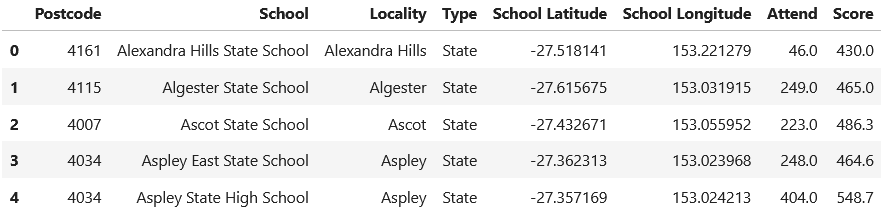 Postcode School Locality Type School Latitude School Longitude Attend Score
0 4161 Alexandra Hills State School Alexandra Hills State -27.518141 153.221279 46.0 430.0
1 4115 Algester State School Algester State -27.615675 153.031915 249.0 465.0
2 4007 Ascot State School Ascot State -27.432671 153.055952 223.0 486.3
3 4034 Aspley East State School Aspley State -27.362313 153.023968 248.0 464.6
4 4034 Aspley State High School Aspley State -27.357169 153.024213 404.0 548.7